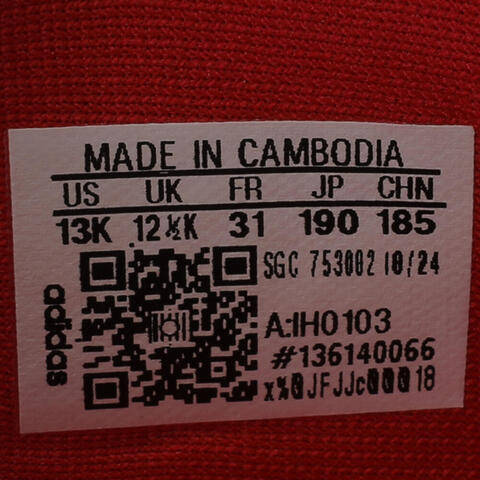 MADE IN CAMBODIA
US UK FR JP CHN
13K 12½K 31 190 185
SGC 753002 10/24
A:IH0103
#136140066
adidas